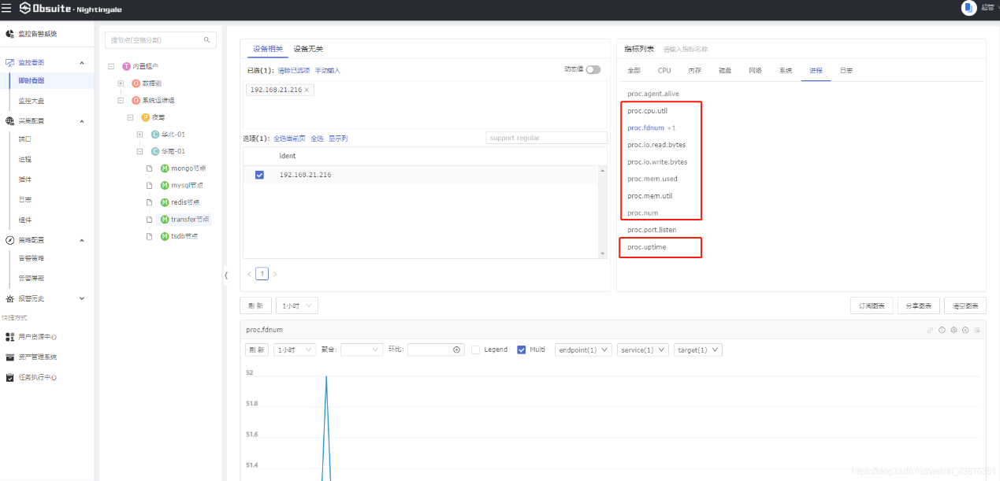 Obsuite · Nightingale
超管
监控告警系统
监控看图
即时看图
监控大盘
采集配置
端口
进程
插件
日志
组件
策略配置
告警策略
告警屏蔽
报警历史
快捷方式
用户资源中心
资产管理系统
任务执行中心
搜节点(空格分割)
T 内置租户
O 数据组
O 系统运维组
P 夜莺
C 华北-01
C 华南-01
M mongo节点
M mysql节点
M redis节点
M transfer节点
M tsdb节点
设备相关 设备无关
已选(1): 清除已选项 手动输入 动态值
192.168.21.216 ×
选项(1): 全选当前页 全选 显示列 support regular
ident
192.168.21.216
1
指标列表 请输入指标名称
全部 CPU 内存 磁盘 网络 系统 进程 日志
proc.agent.alive
proc.cpu.util
proc.fdnum +1
proc.io.read.bytes
proc.io.write.bytes
proc.mem.used
proc.mem.util
proc.num
proc.port.listen
proc.uptime
刷 新 1小时 订阅图表 分享图表 清空图表
proc.fdnum
刷 新 1小时 聚合: 环比: Legend Multi endpoint(1) service(1) target(1)
52
51.8
51.6
51.4
https://blog.csdn.net/weixin_43870361